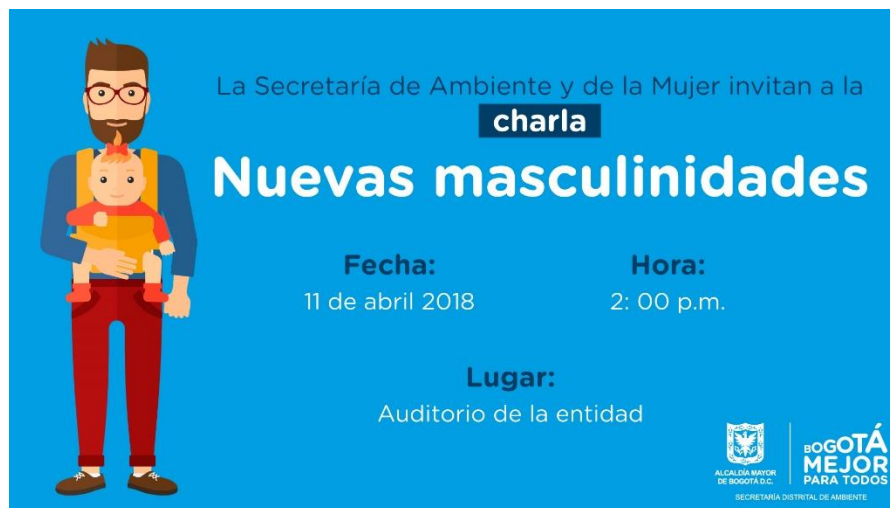 La Secretaría de Ambiente y de la Mujer invitan a la
charla
Nuevas masculinidades
Fecha:
11 de abril 2018
Hora:
2: 00 p.m.
Lugar:
Auditorio de la entidad
ALCALDÍA MAYOR
DE BOGOTÁ D.C.
BOGOTÁ
MEJOR
PARA TODOS
SECRETARÍA DISTRITAL DE AMBIENTE